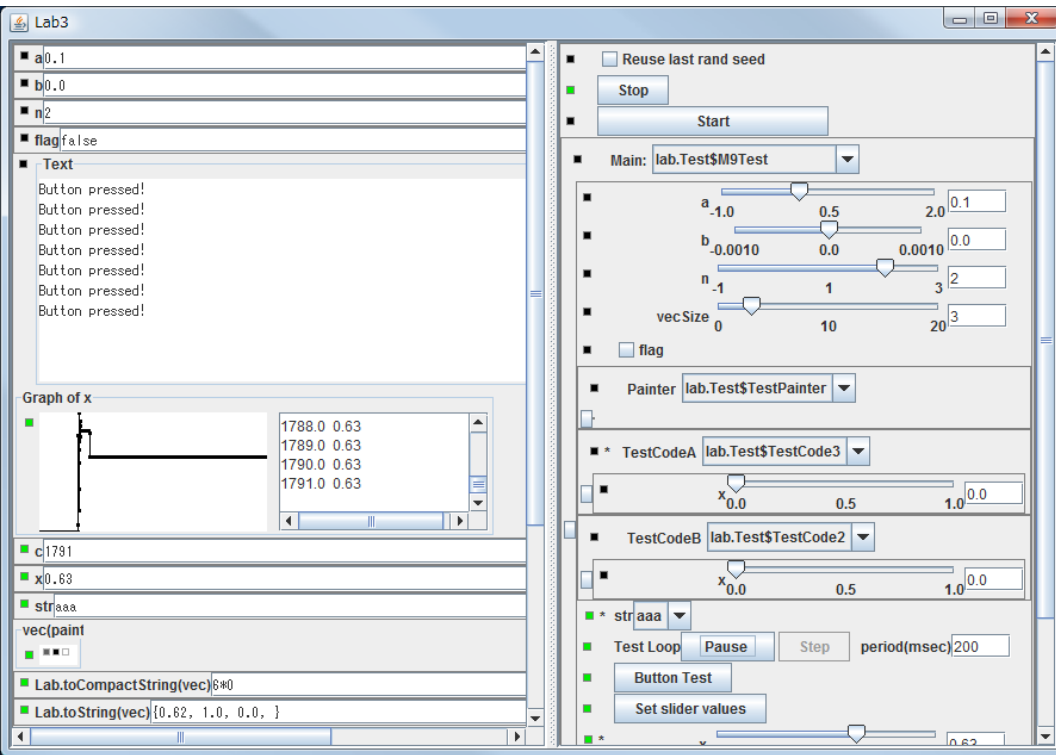 Lab3
a 0.1
b 0.0
n 2
flag false
Text
Button pressed!
Button pressed!
Button pressed!
Button pressed!
Button pressed!
Button pressed!
Button pressed!
Graph of x
1788.0 0.63
1789.0 0.63
1790.0 0.63
1791.0 0.63
c 1791
x 0.63
str aaa
vec(paint
Lab.toCompactString(vec) 6*0
Lab.toString(vec) {0.62, 1.0, 0.0, }
Reuse last rand seed
Stop
Start
Main: lab.Test$M9Test
a -1.0 0.5 2.0 0.1
b -0.0010 0.0 0.0010 0.0
n -1 1 3 2
vecSize 0 10 20 3
flag
Painter lab.Test$TestPainter
* TestCodeA lab.Test$TestCode3
x 0.0 0.5 1.0 0.0
TestCodeB lab.Test$TestCode2
x 0.0 0.5 1.0 0.0
* str aaa
Test Loop Pause Step period(msec) 200
Button Test
Set slider values
* x 0.63